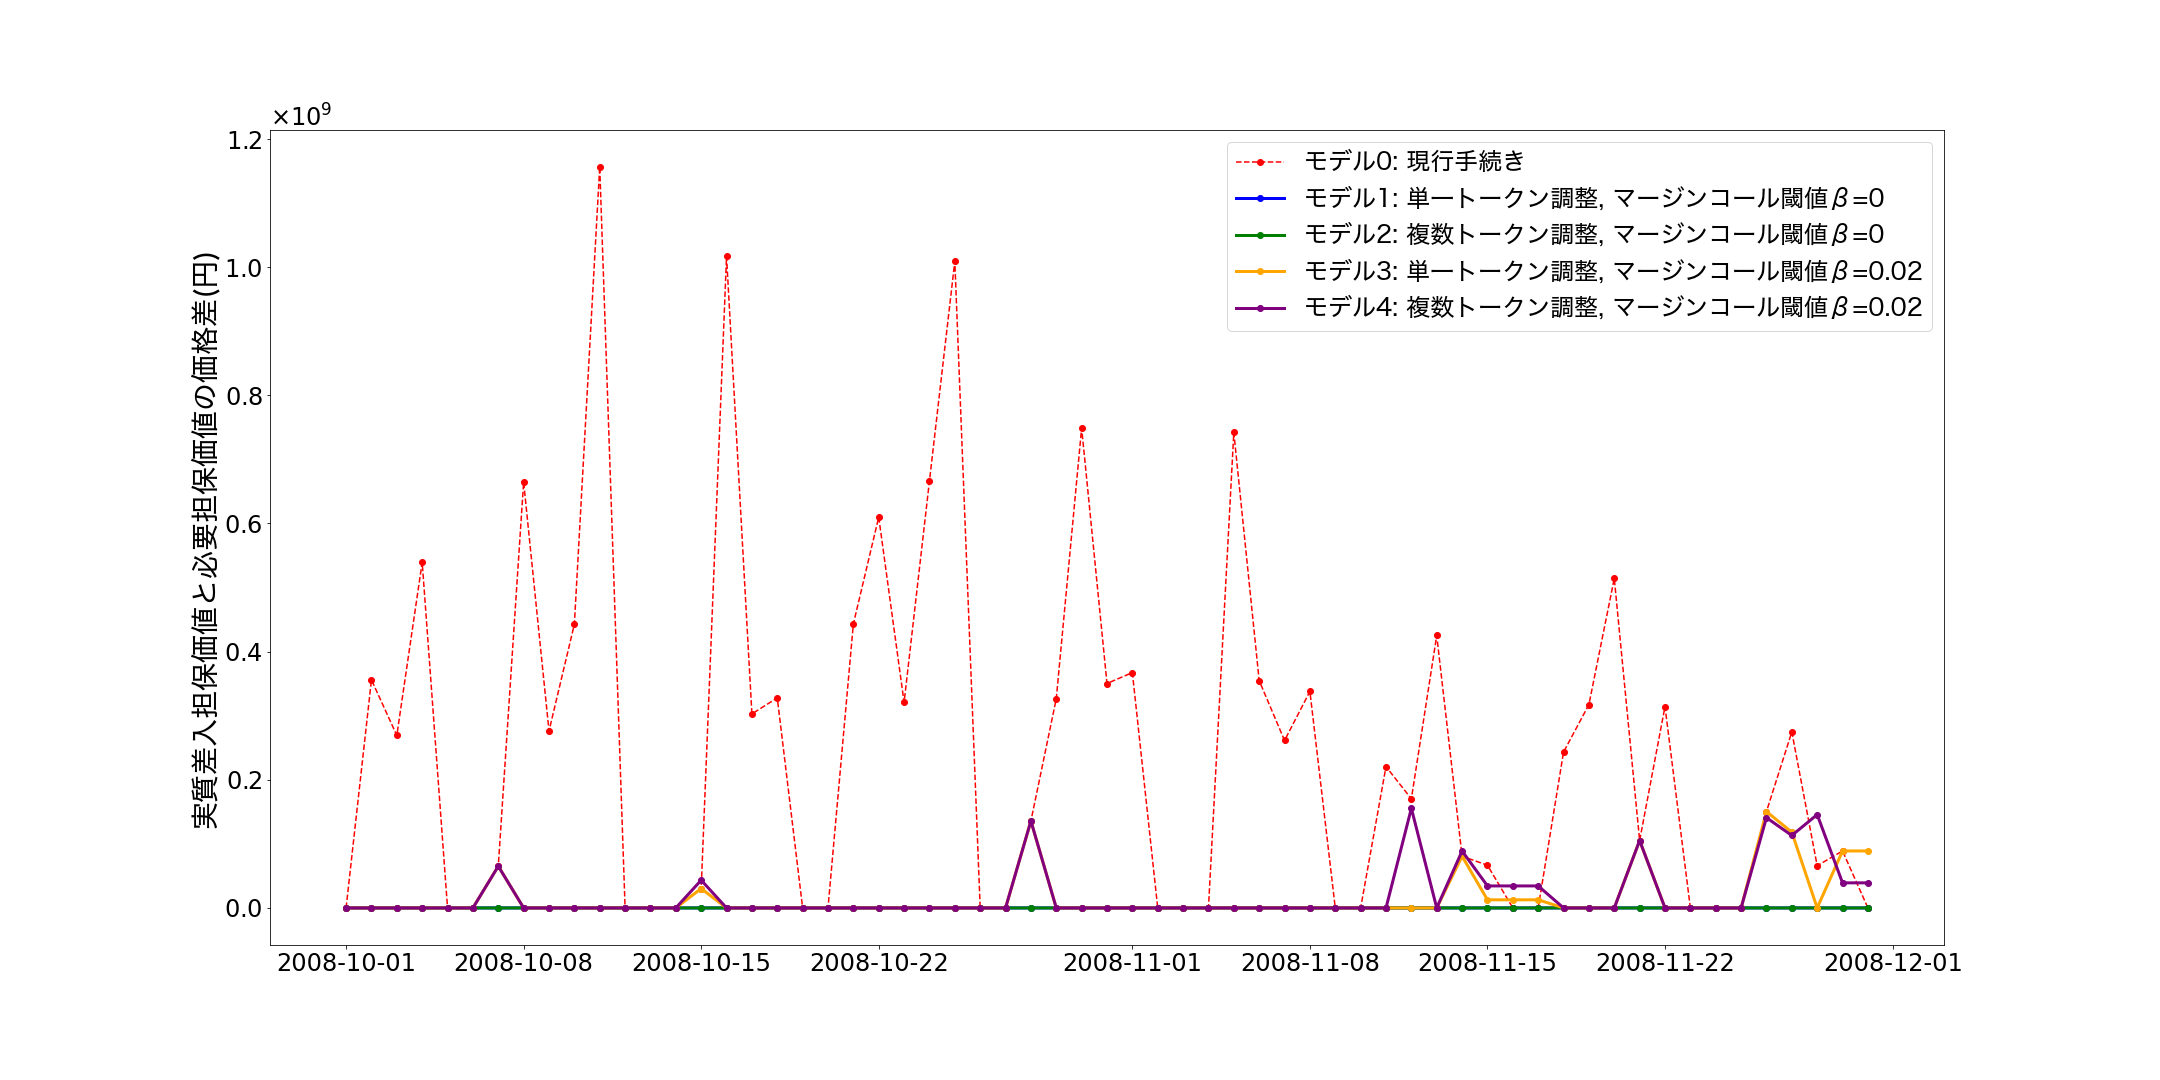 ×10⁹
1.2
1.0
0.8
0.6
0.4
0.2
0.0
実質差入担保価値と必要担保価値の価格差(円)
モデル0: 現行手続き
モデル1: 単一トークン調整, マージンコール閾値β=0
モデル2: 複数トークン調整, マージンコール閾値β=0
モデル3: 単一トークン調整, マージンコール閾値β=0.02
モデル4: 複数トークン調整, マージンコール閾値β=0.02
2008-10-01 2008-10-08 2008-10-15 2008-10-22 2008-11-01 2008-11-08 2008-11-15 2008-11-22 2008-12-01